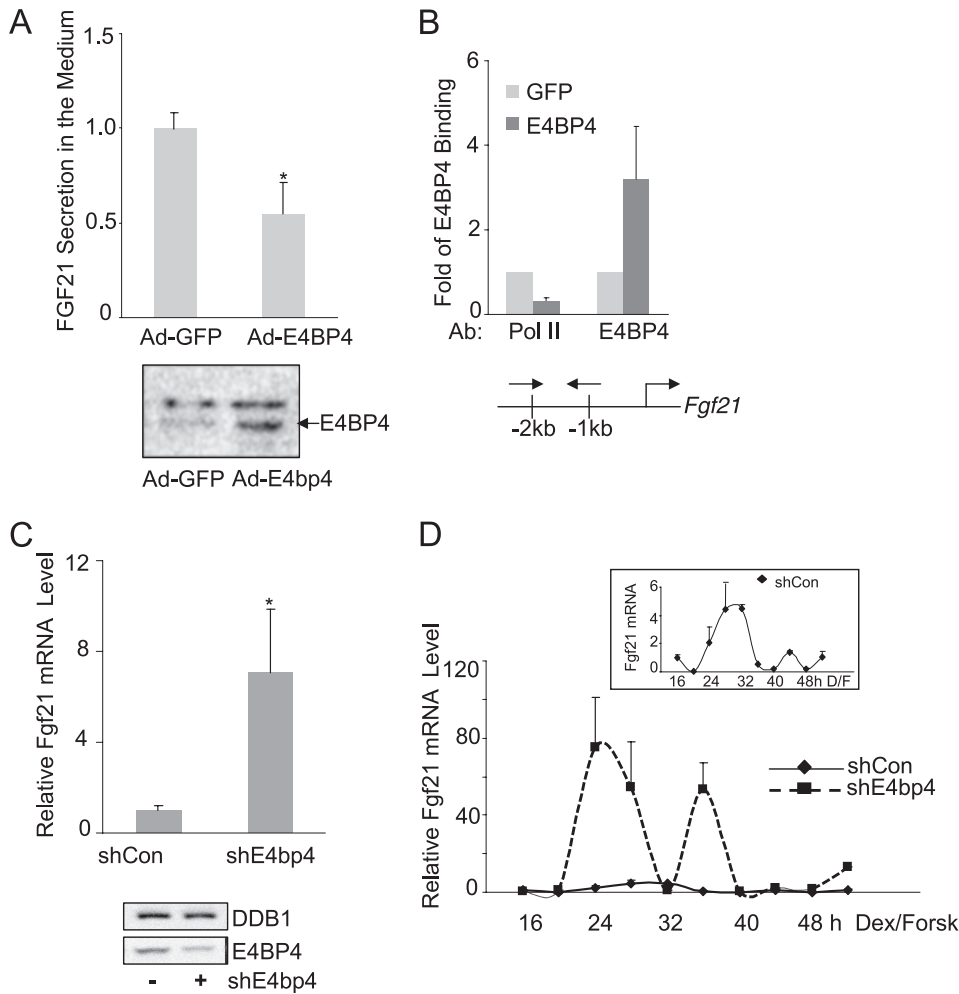 A
FGF21 Secretion in the Medium
1.5
1.0
0.5
0
*
Ad-GFP Ad-E4BP4
E4BP4
Ad-GFP Ad-E4bp4
B
Fold of E4BP4 Binding
6
4
2
0
GFP
E4BP4
Ab: Pol II E4BP4
-2kb -1kb Fgf21
C
Relative Fgf21 mRNA Level
12
8
4
0
*
shCon shE4bp4
DDB1
E4BP4
- + shE4bp4
D
Relative Fgf21 mRNA Level
120
80
40
0
16 24 32 40 48 h Dex/Forsk
shCon
shE4bp4
Fgf21 mRNA
6
4
2
0
shCon
16 24 32 40 48h D/F